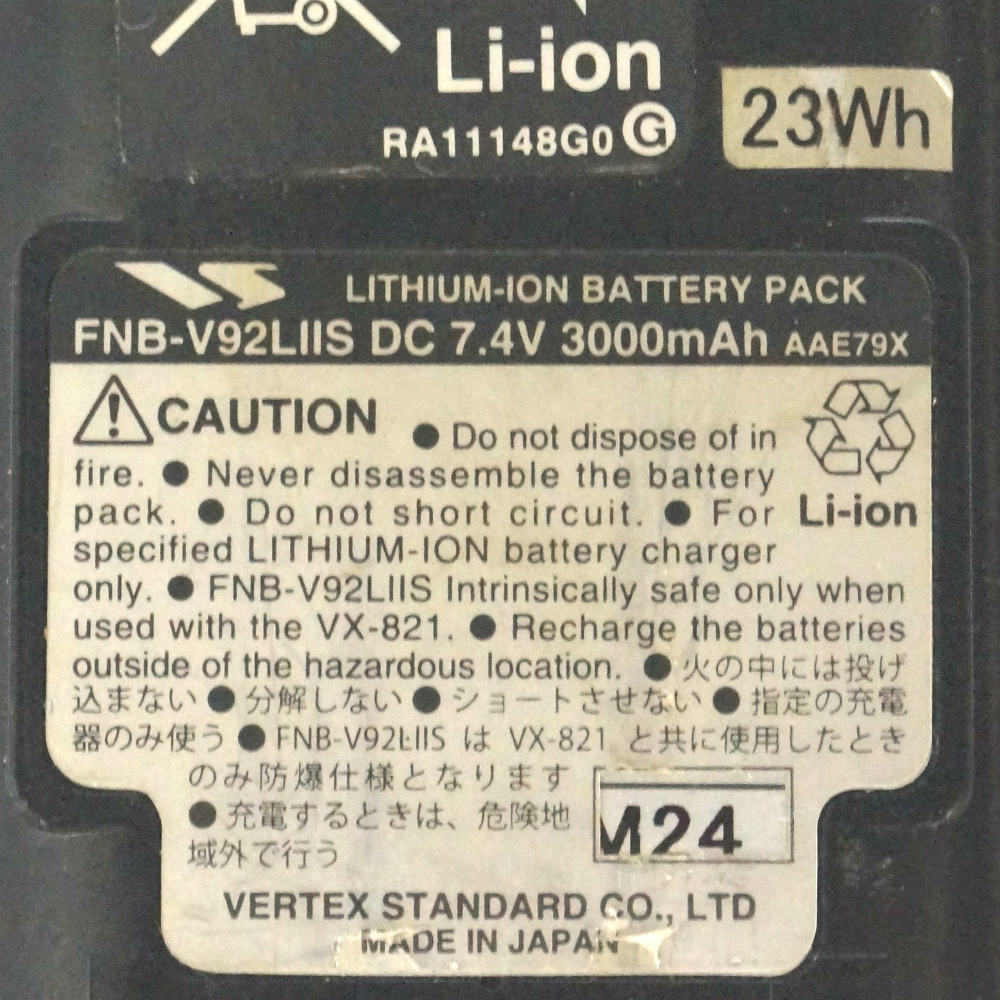 Li-ion
RA11148G0 G
23Wh
VS LITHIUM-ION BATTERY PACK
FNB-V92LIIS DC 7.4V 3000mAh AAE79X
CAUTION
● Do not dispose of in
fire. ● Never disassemble the battery
pack. ● Do not short circuit. ● For
Li-ion
specified LITHIUM-ION battery charger
only. ● FNB-V92LIIS Intrinsically safe only when
used with the VX-821. ● Recharge the batteries
outside of the hazardous location. ● 火の中には投げ
込まない ● 分解しない ● ショートさせない ● 指定の充電
器のみ使う ● FNB-V92LIIS は VX-821 と共に使用したとき
のみ防爆仕様となります
● 充電するときは、危険地
域外で行う
M24
VERTEX STANDARD CO., LTD
MADE IN JAPAN